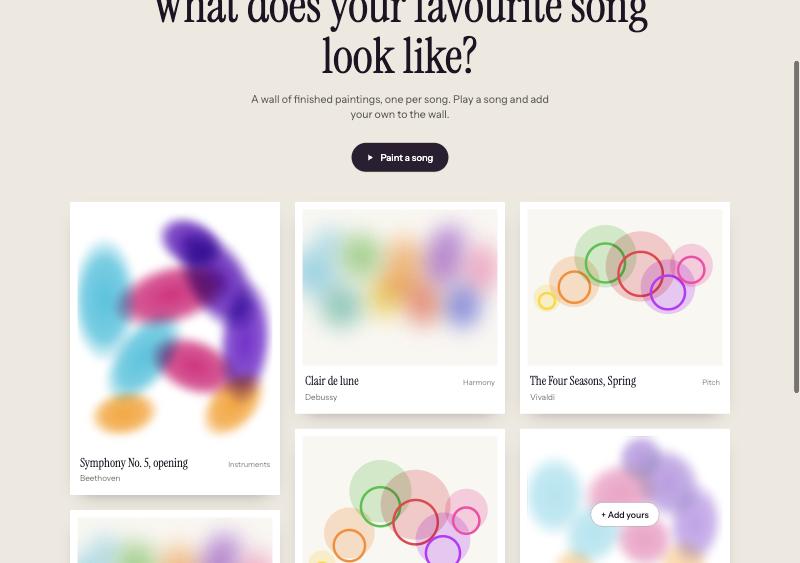 What does your favourite song
look like?
A wall of finished paintings, one per song. Play a song and add
your own to the wall.
Paint a song
Symphony No. 5, opening
Instruments
Beethoven
Clair de lune
Harmony
Debussy
The Four Seasons, Spring
Pitch
Vivaldi
+ Add yours